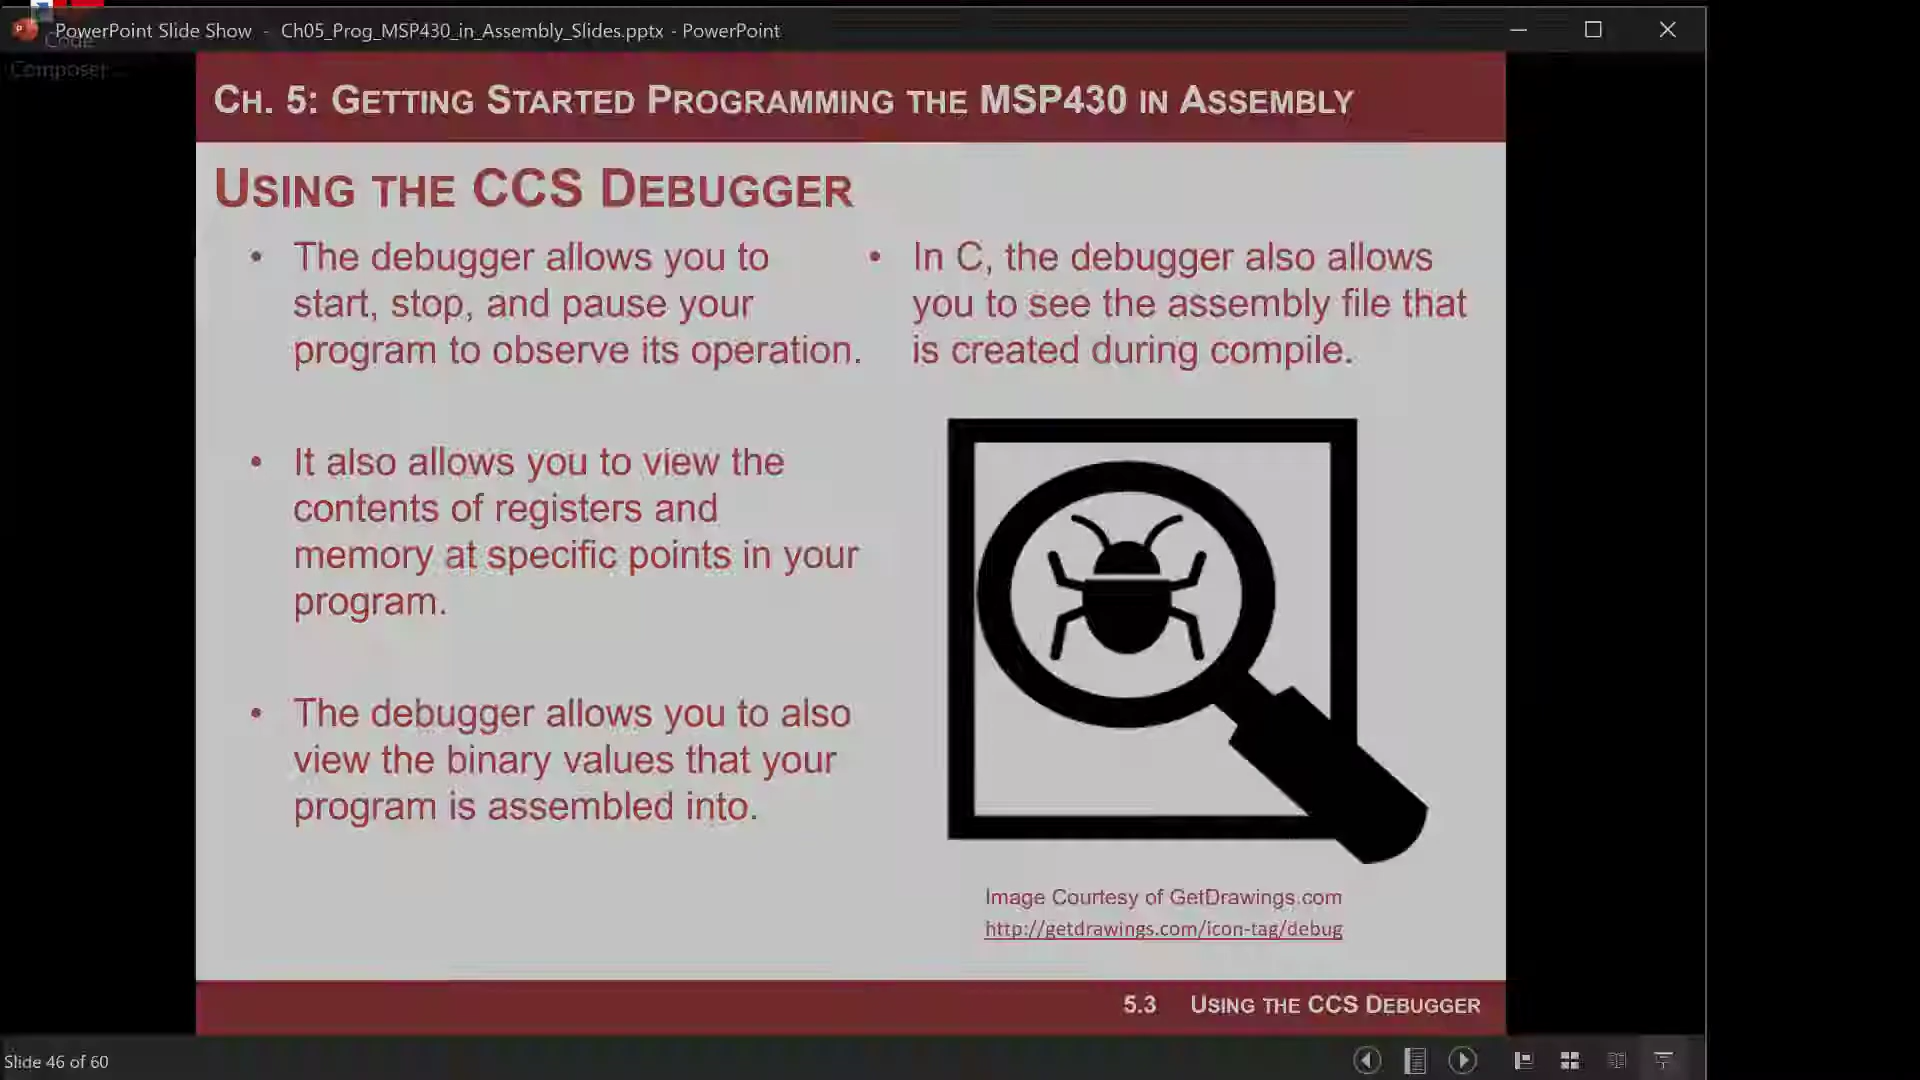 PowerPoint Slide Show - Ch05_Prog_MSP430_in_Assembly_Slides.pptx - PowerPoint
Code
Composer ...
CH. 5: GETTING STARTED PROGRAMMING THE MSP430 IN ASSEMBLY
USING THE CCS DEBUGGER
• The debugger allows you to
start, stop, and pause your
program to observe its operation.
• It also allows you to view the
contents of registers and
memory at specific points in your
program.
• The debugger allows you to also
view the binary values that your
program is assembled into.
• In C, the debugger also allows
you to see the assembly file that
is created during compile.
Image Courtesy of GetDrawings.com
http://getdrawings.com/icon-tag/debug
5.3 USING THE CCS DEBUGGER
Slide 46 of 60